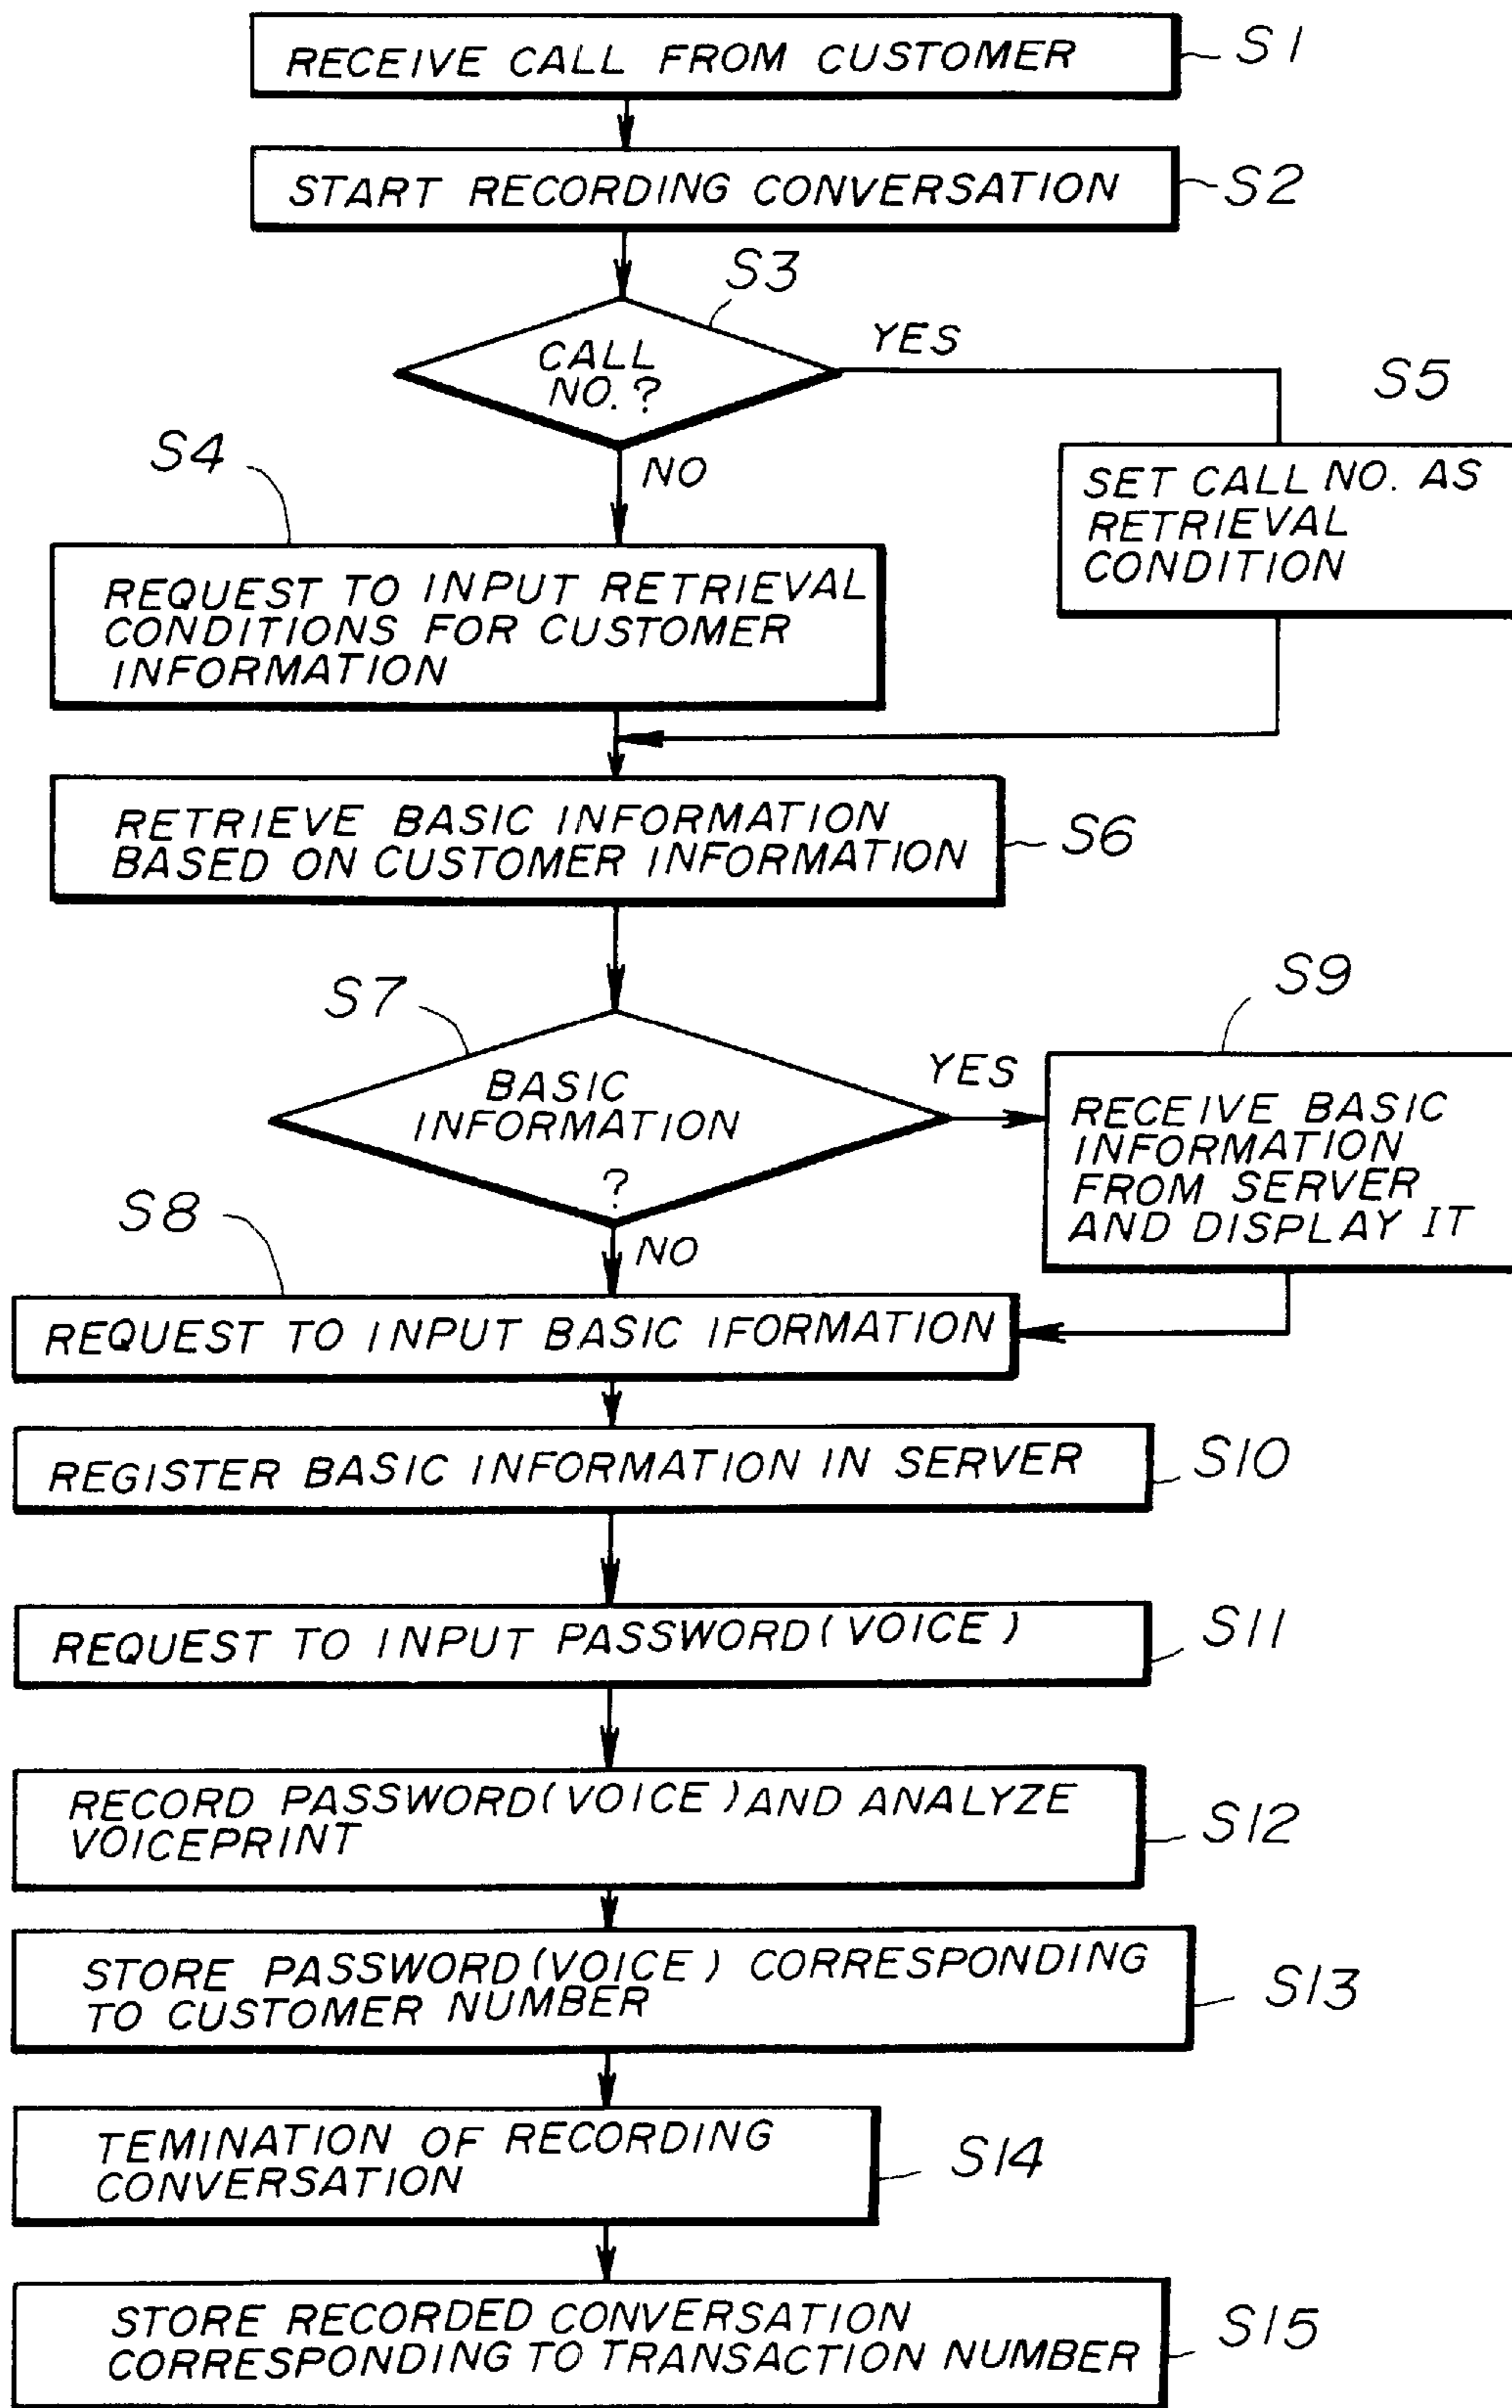 RECEIVE CALL FROM CUSTOMER
S1
START RECORDING CONVERSATION
S2
S3
CALL
NO.?
YES
NO
S5
SET CALL NO. AS
RETRIEVAL
CONDITION
S4
REQUEST TO INPUT RETRIEVAL
CONDITIONS FOR CUSTOMER
INFORMATION
RETRIEVE BASIC INFORMATION
BASED ON CUSTOMER INFORMATION
S6
S7
BASIC
INFORMATION
?
YES
NO
S9
RECEIVE BASIC
INFORMATION
FROM SERVER
AND DISPLAY IT
S8
REQUEST TO INPUT BASIC IFORMATION
REGISTER BASIC INFORMATION IN SERVER
S10
REQUEST TO INPUT PASSWORD(VOICE)
S11
RECORD PASSWORD(VOICE)AND ANALYZE
VOICEPRINT
S12
STORE PASSWORD(VOICE) CORRESPONDING
TO CUSTOMER NUMBER
S13
TEMINATION OF RECORDING
CONVERSATION
S14
STORE RECORDED CONVERSATION
CORRESPONDING TO TRANSACTION NUMBER
S15